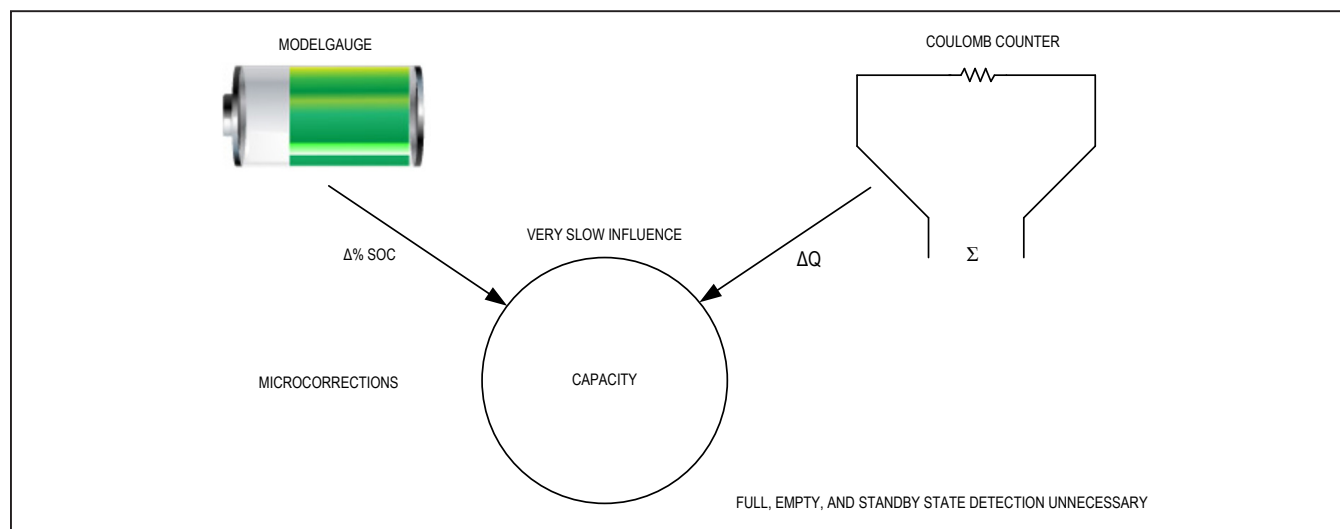 MODELGAUGE
COULOMB COUNTER
VERY SLOW INFLUENCE
Δ% SOC
ΔQ
Σ
MICROCORRECTIONS
CAPACITY
FULL, EMPTY, AND STANDBY STATE DETECTION UNNECESSARY